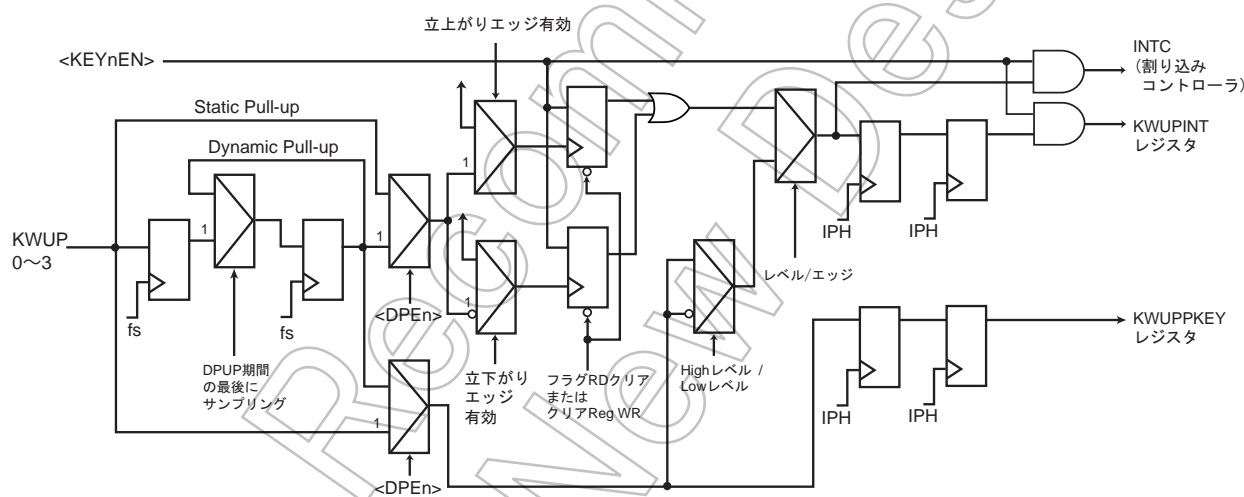 立上がりエッジ有効
<KEYnEN>
INTC
(割り込み
コントローラ)
Static Pull-up
Dynamic Pull-up
1
KWUPINT
レジスタ
KWUP
0~3
1
1
1
IPH
IPH
レベル/エッジ
fs
fs
<DPEn>
DPUP期間
の最後に
サンプリング
立下がり
エッジ
有効
フラグRDクリア
または
クリアReg WR
Highレベル /
Lowレベル
KWUPPKEY
レジスタ
1
IPH
IPH
<DPEn>
Recom
New Des